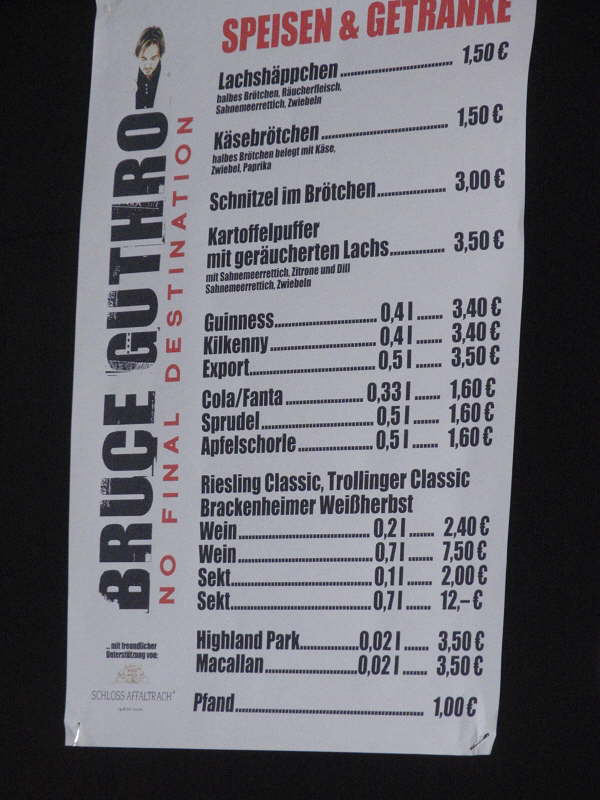 SPEISEN & GETRÄNKE
Lachshäppchen .............................. 1,50 €
halbes Brötchen, Räucherfleisch,
Sahnemeerrettich, Zwiebeln
Käsebrötchen .................................. 1,50 €
halbes Brötchen belegt mit Käse,
Zwiebel, Paprika
Schnitzel im Brötchen...................... 3,00 €
Kartoffelpuffer
mit geräucherten Lachs............... 3,50 €
mit Sahnemeerrettich, Zitrone und Dill
Sahnemeerrettich, Zwiebeln
Guinness............................ 0,4 l ....... 3,40 €
Kilkenny ............................. 0,4 l ....... 3,40 €
Export.................................. 0,5 l ....... 3,50 €
Cola/Fanta ..................... 0,33 l ....... 1,60 €
Sprudel .............................. 0,5 l ....... 1,60 €
Apfelschorle .................... 0,5 l ....... 1,60 €
Riesling Classic, Trollinger Classic
Brackenheimer Weißherbst
Wein .................................... 0,2 l ....... 2,40 €
Wein .................................... 0,7 l ....... 7,50 €
Sekt...................................... 0,1 l ....... 2,00 €
Sekt...................................... 0,7 l ....... 12,– €
Highland Park................0,02 l ....... 3,50 €
Macallan..........................0,02 l ....... 3,50 €
Pfand..................................................... 1,00 €
BRUCE GUTHRO
NO FINAL DESTINATION
... mit freundlicher
Unterstützung von:
SCHLOSS AFFALTRACH